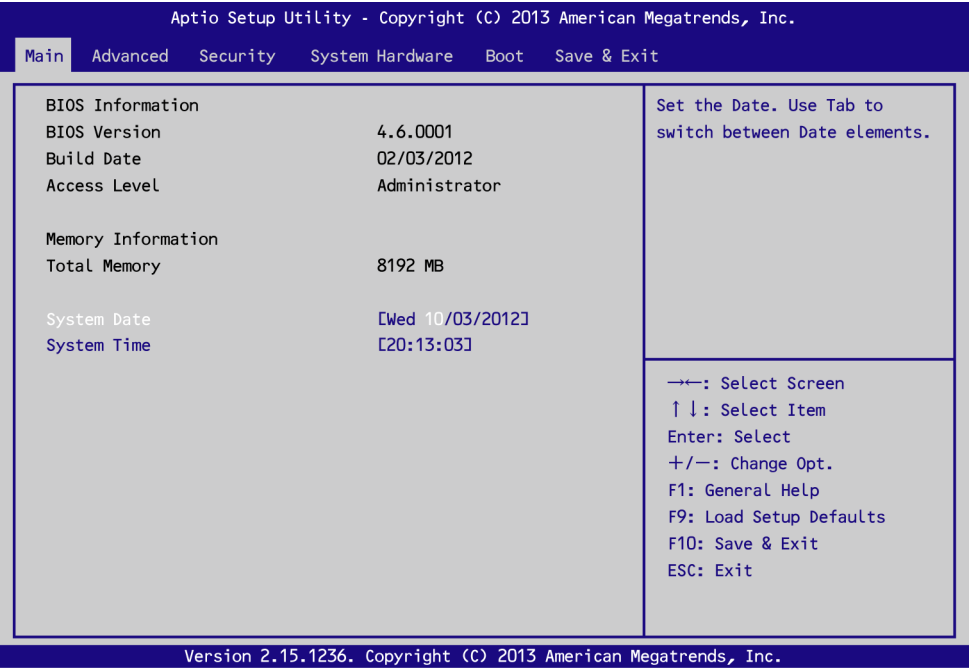 Aptio Setup Utility - Copyright (C) 2013 American Megatrends, Inc.
Main Advanced Security System Hardware Boot Save & Exit
BIOS Information
BIOS Version 4.6.0001
Build Date 02/03/2012
Access Level Administrator
Memory Information
Total Memory 8192 MB
System Date [Wed 10/03/2012]
System Time [20:13:03]
Set the Date. Use Tab to
switch between Date elements.
→←: Select Screen
↑↓: Select Item
Enter: Select
+/−: Change Opt.
F1: General Help
F9: Load Setup Defaults
F10: Save & Exit
ESC: Exit
Version 2.15.1236. Copyright (C) 2013 American Megatrends, Inc.